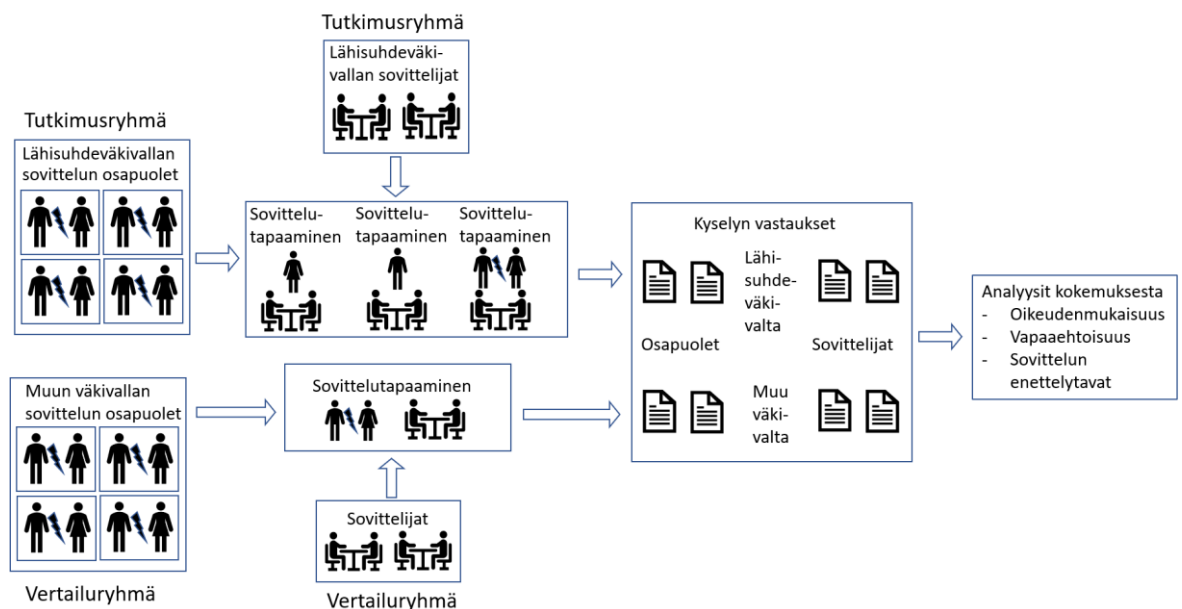 Tutkimusryhmä
Lähisuhdeväki-
vallan sovittelijat
Tutkimusryhmä
Lähisuhdeväkivallan
sovittelun osapuolet
Sovittelu-
tapaaminen
Sovittelu-
tapaaminen
Sovittelu-
tapaaminen
Muun väkivallan
sovittelun osapuolet
Vertailuryhmä
Sovittelutapaaminen
Sovittelijat
Vertailuryhmä
Kyselyn vastaukset
Lähi-
suhde-
väki-
valta
Osapuolet
Sovittelijat
Muu
väki-
valta
Analyysit kokemuksesta
- Oikeudenmukaisuus
- Vapaaehtoisuus
- Sovittelun
enettelytavat